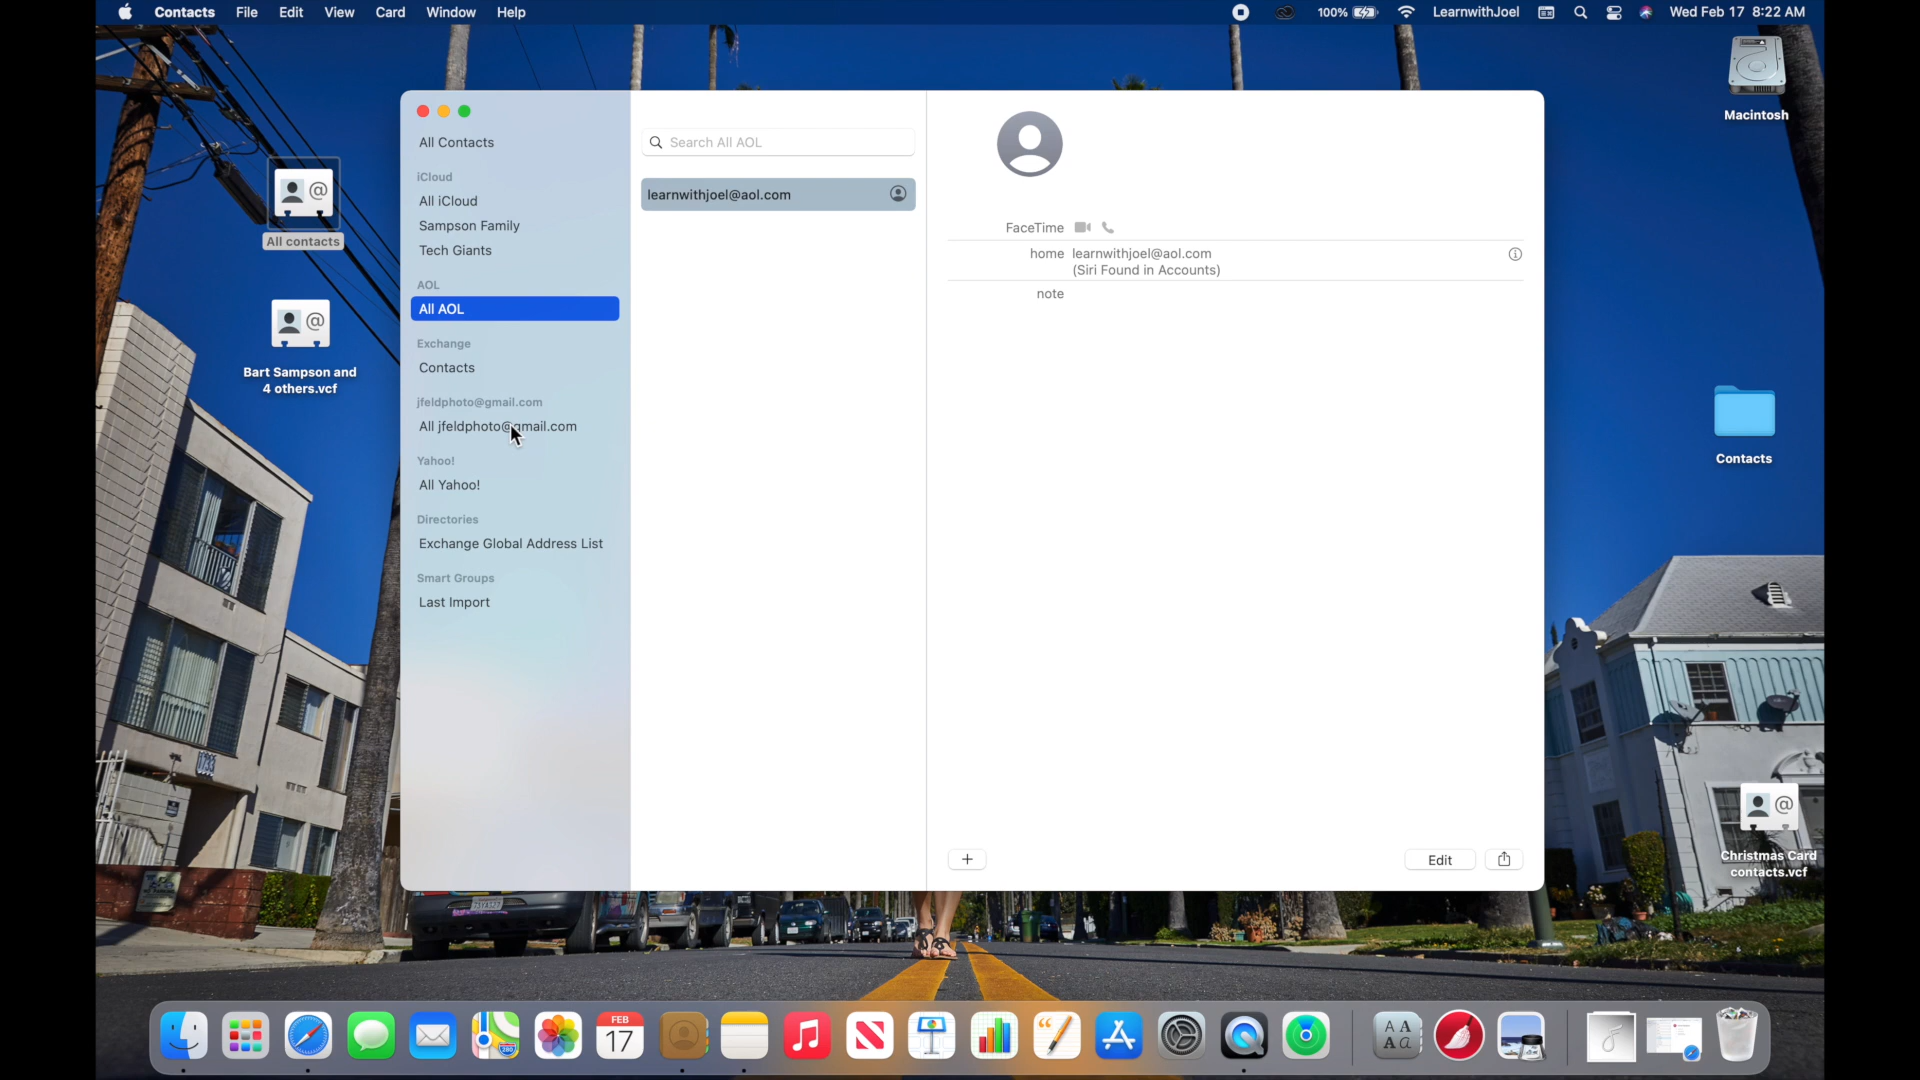 Contacts File Edit View Card Window Help 100% LearnwithJoel Wed Feb 17 8:22 AM
Macintosh
All Contacts
Search All AOL
iCloud
All iCloud
learnwithjoel@aol.com
Sampson Family
FaceTime
All contacts
Tech Giants
home learnwithjoel@aol.com
(Siri Found in Accounts)
AOL
note
All AOL
Exchange
Contacts
Bart Sampson and
4 others.vcf
jfeldphoto@gmail.com
All jfeldphoto@gmail.com
Contacts
Yahoo!
All Yahoo!
Directories
Exchange Global Address List
Smart Groups
Last Import
Christmas Card
contacts.vcf
Edit
FEB
17